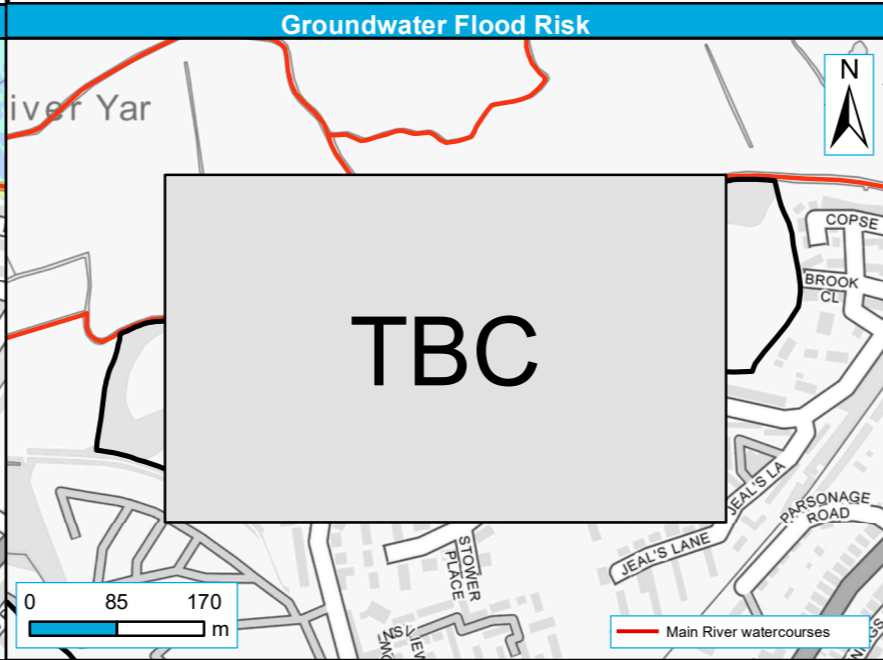 Groundwater Flood Risk
iver Yar
N
COPSE
BROOK
CL
TBC
JEAL'S LA
PARSONAGE
ROAD
JEAL'S LANE
STOWER
PLACE
0 85 170
m
Main River watercourses